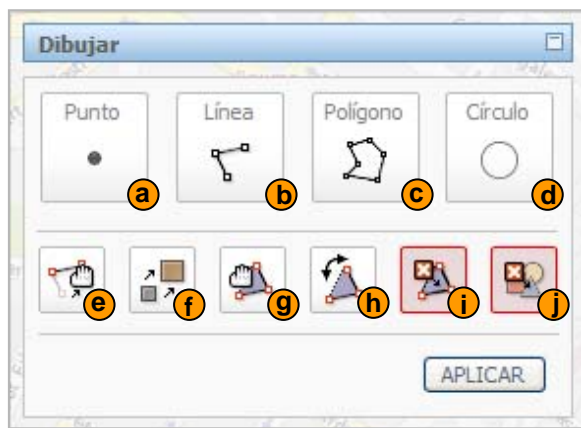 Dibujar
Punto Línea Polígono Círculo
a b c d
e f g h i j
APLICAR